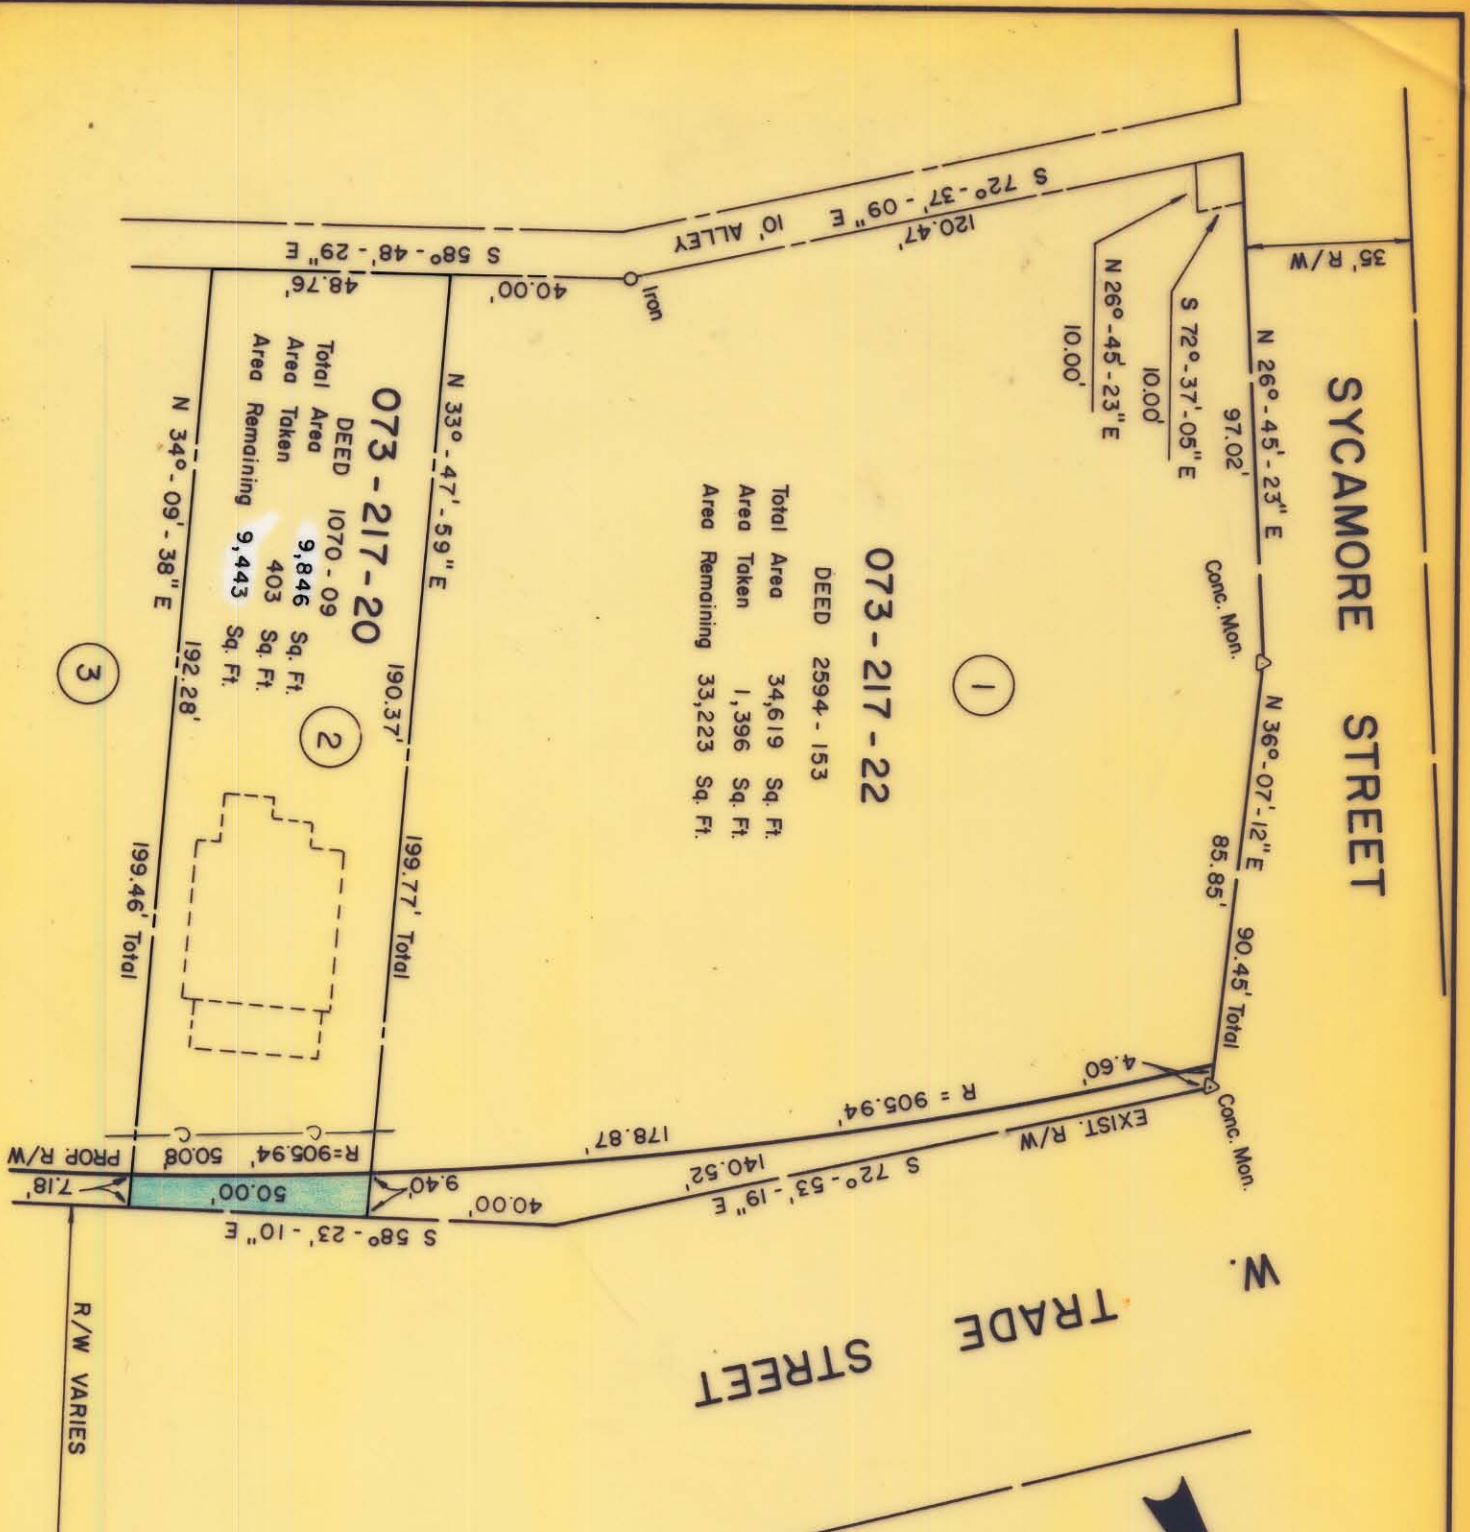 SYCAMORE STREET
35' R/W
N 26°-45'-23" E
97.02'
Conc. Mon.
N 36°-07'-12" E
85.85'
90.45' Total
4.60'
Conc. Mon.
S 72°-37'-05" E
10.00'
N 26°-45'-23" E
10.00'
S 72°-37'-09" E
120.47'
10' ALLEY
Iron
40.00'
S 58°-48-29" E
48.76'
1
073-217-22
DEED 2594-153
Total Area 34,619 Sq. Ft.
Area Taken 1,396 Sq. Ft.
Area Remaining 33,223 Sq. Ft.
N 33°-47'-59" E
190.37'
199.77' Total
073-217-20
DEED 1070-09
Total Area 9,846 Sq. Ft.
Area Taken 403 Sq. Ft.
Area Remaining 9,443 Sq. Ft.
2
N 34°-09'-38" E
192.28'
199.46' Total
3
C
C
R = 905.94'
178.87'
EXIST. R/W
S 72°-53'-19" E
140.52'
40.00'
9.40'
R=905.94'
50.08'
PROP. R/W
50.00'
7.18'
S 58°-23'-10" E
R/W VARIES
W. TRADE STREET